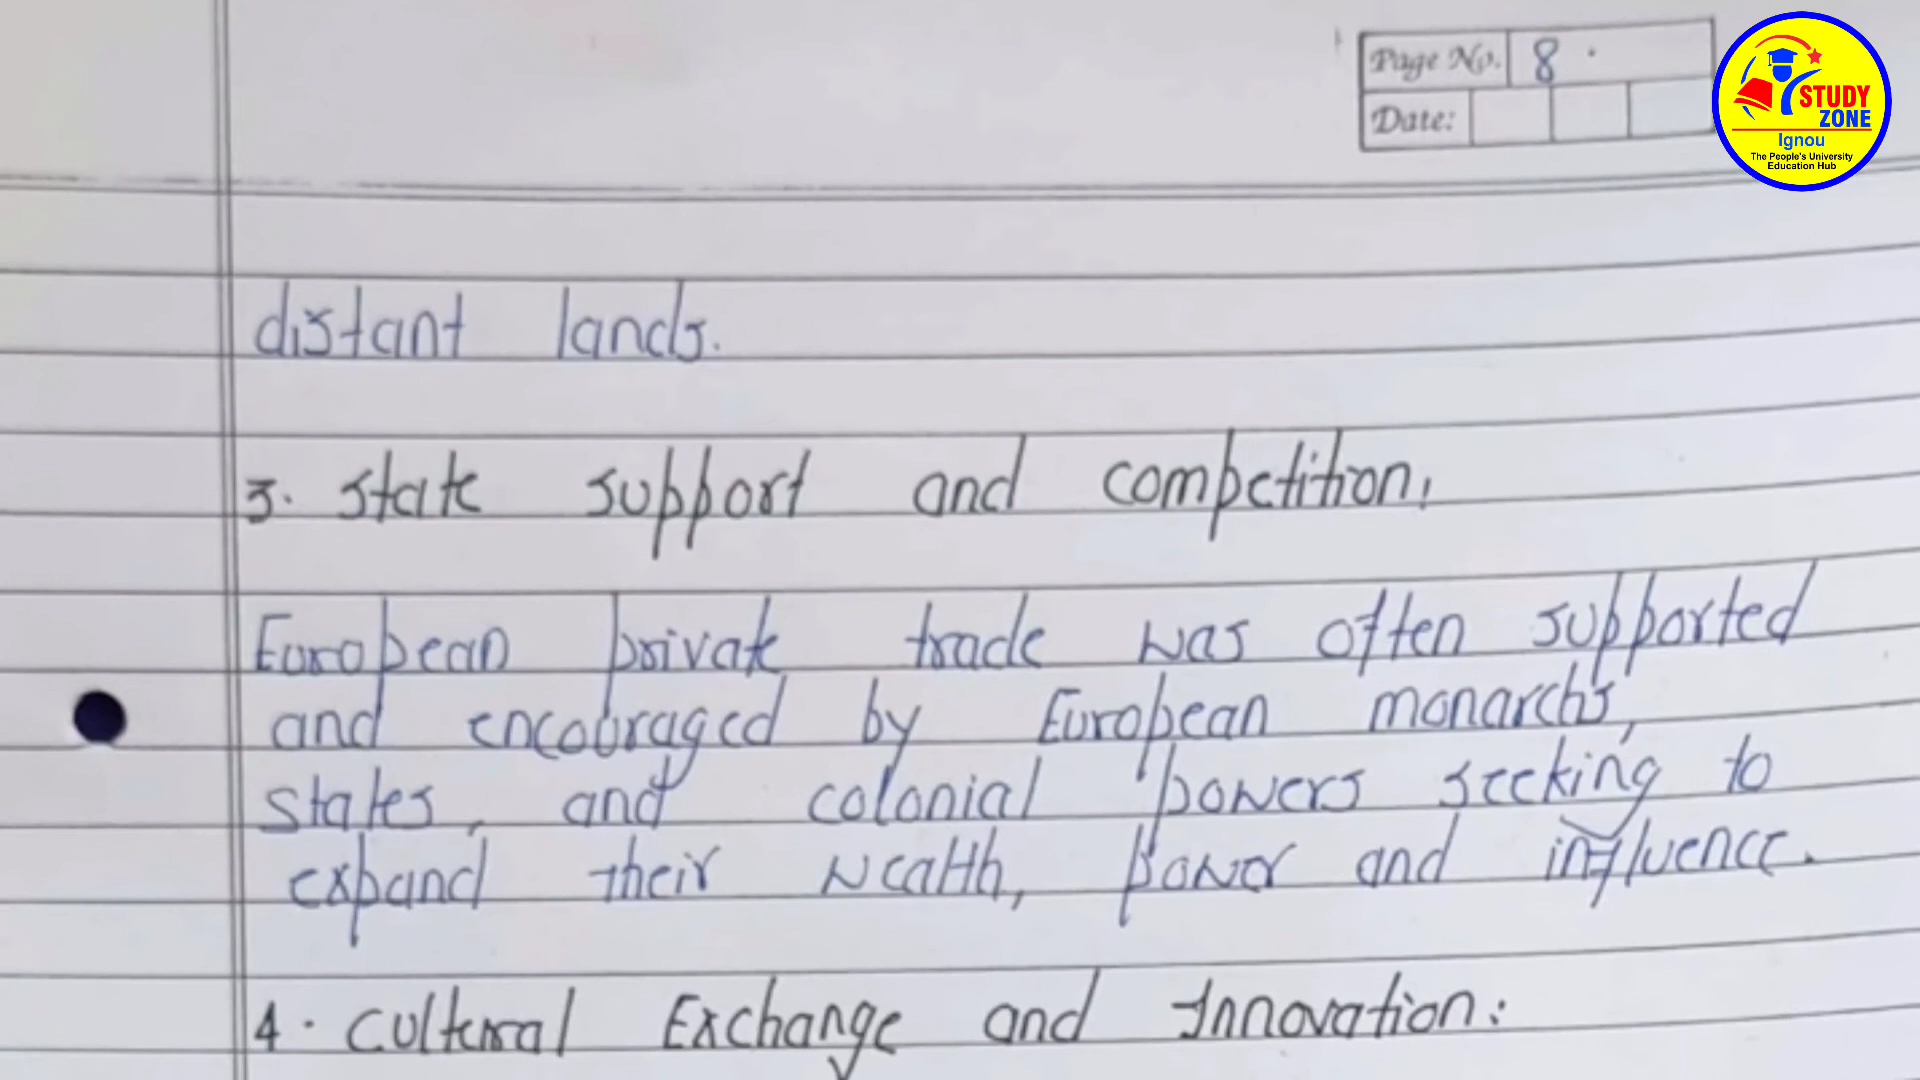 Page No. 8.
Date:
STUDY
ZONE
Ignou
The People's University
Education Hub
distant lands.
3. State support and competition:
European private trade was often supported
and encouraged by European monarchs,
states, and colonial powers seeking to
expand their wealth, power and influence.
4. Cultural Exchange and Innovation: